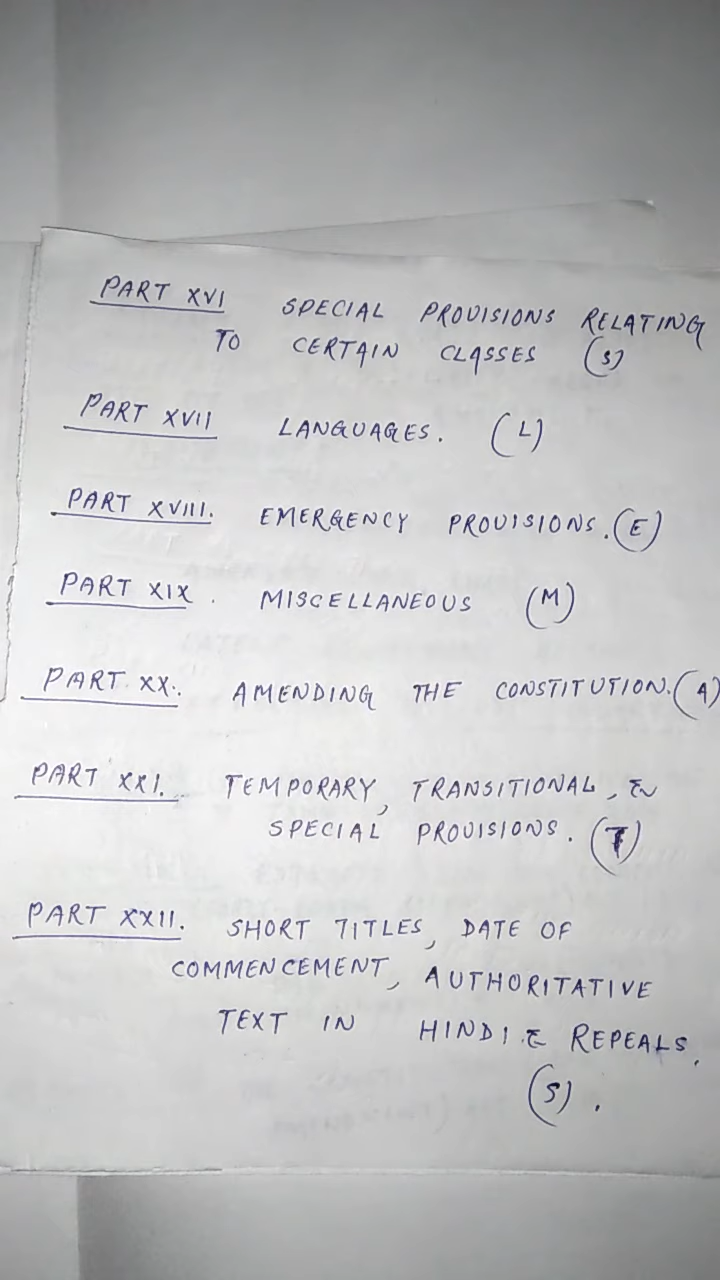 PART XVI SPECIAL PROVISIONS RELATING
TO CERTAIN CLASSES (S)
PART XVII LANGUAGES. (L)
PART XVIII. EMERGENCY PROVISIONS. (E)
PART XIX. MISCELLANEOUS (M)
PART XX. AMENDING THE CONSTITUTION. (A)
PART XXI. TEMPORARY, TRANSITIONAL, &
SPECIAL PROVISIONS. (T)
PART XXII. SHORT TITLES, DATE OF
COMMENCEMENT, AUTHORITATIVE
TEXT IN HINDI & REPEALS.
(S).